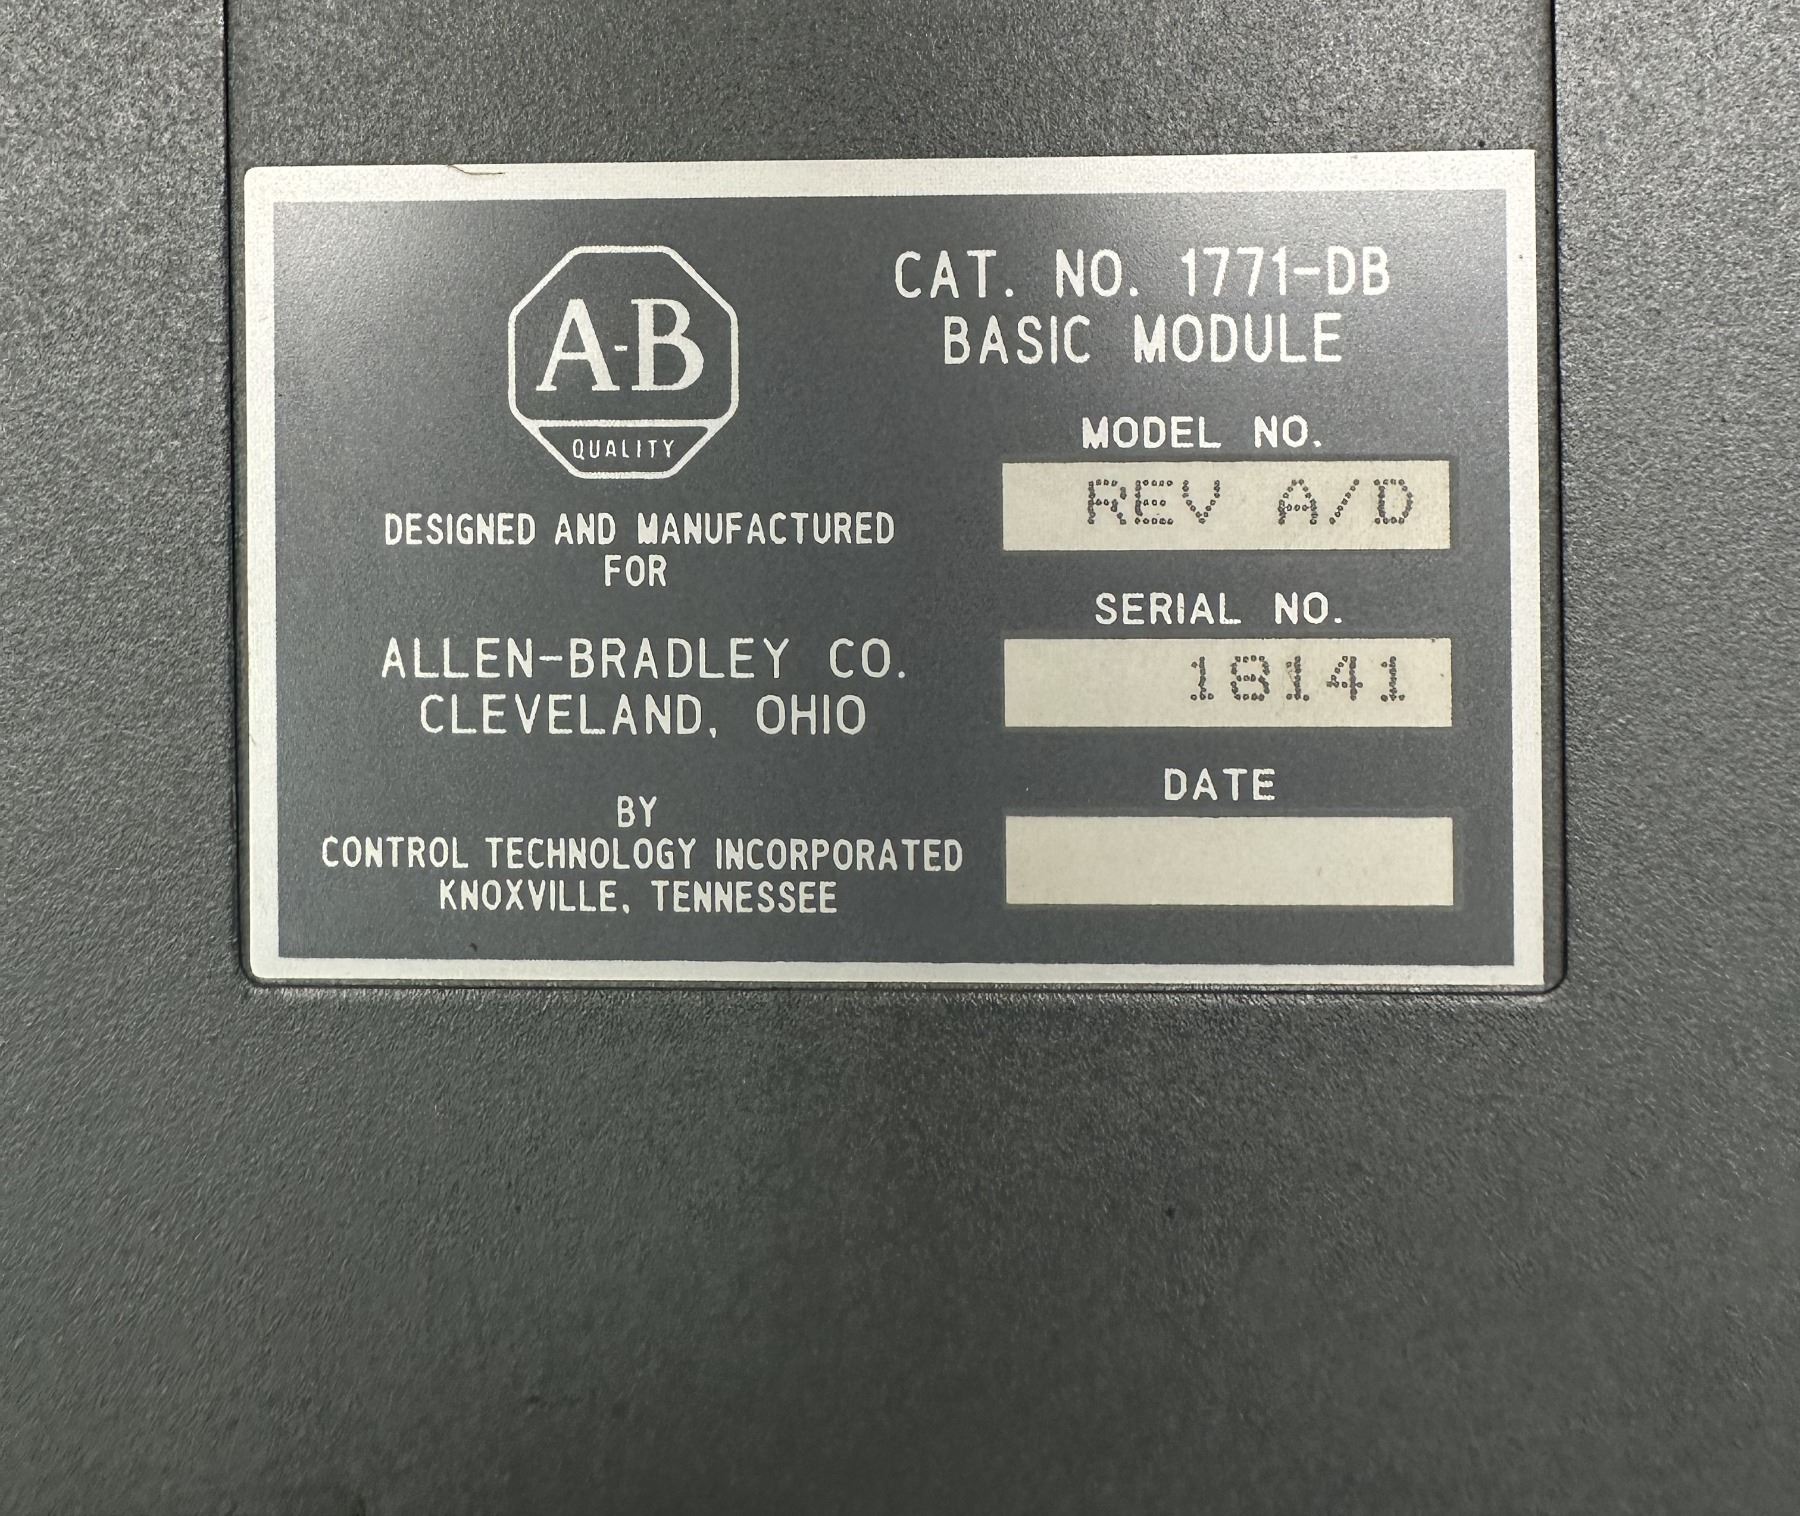 A-B
QUALITY
DESIGNED AND MANUFACTURED
FOR
ALLEN-BRADLEY CO.
CLEVELAND, OHIO
BY
CONTROL TECHNOLOGY INCORPORATED
KNOXVILLE, TENNESSEE
CAT. NO. 1771-DB
BASIC MODULE
MODEL NO.
REV A/D
SERIAL NO.
18141
DATE